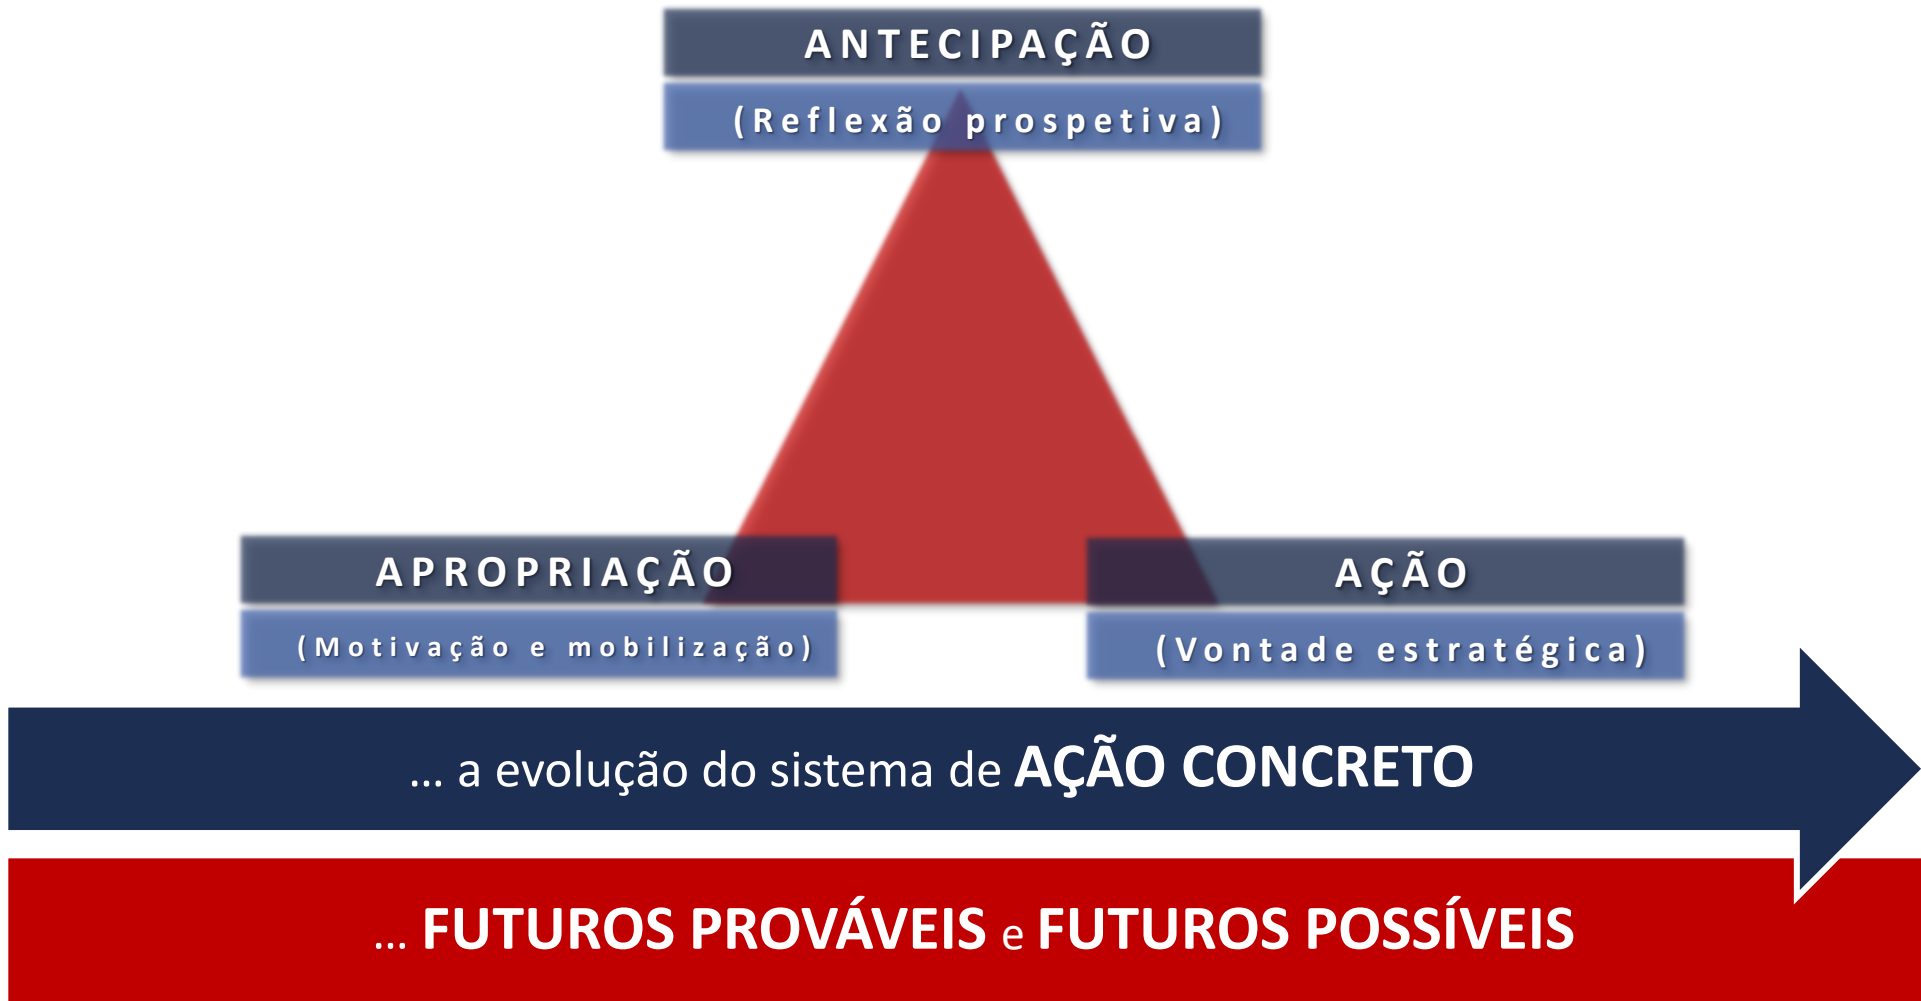 ANTECIPAÇÃO
(Reflexão prospetiva)
APROPRIAÇÃO
(Motivação e mobilização)
AÇÃO
(Vontade estratégica)
... a evolução do sistema de AÇÃO CONCRETO
... FUTUROS PROVÁVEIS e FUTUROS POSSÍVEIS